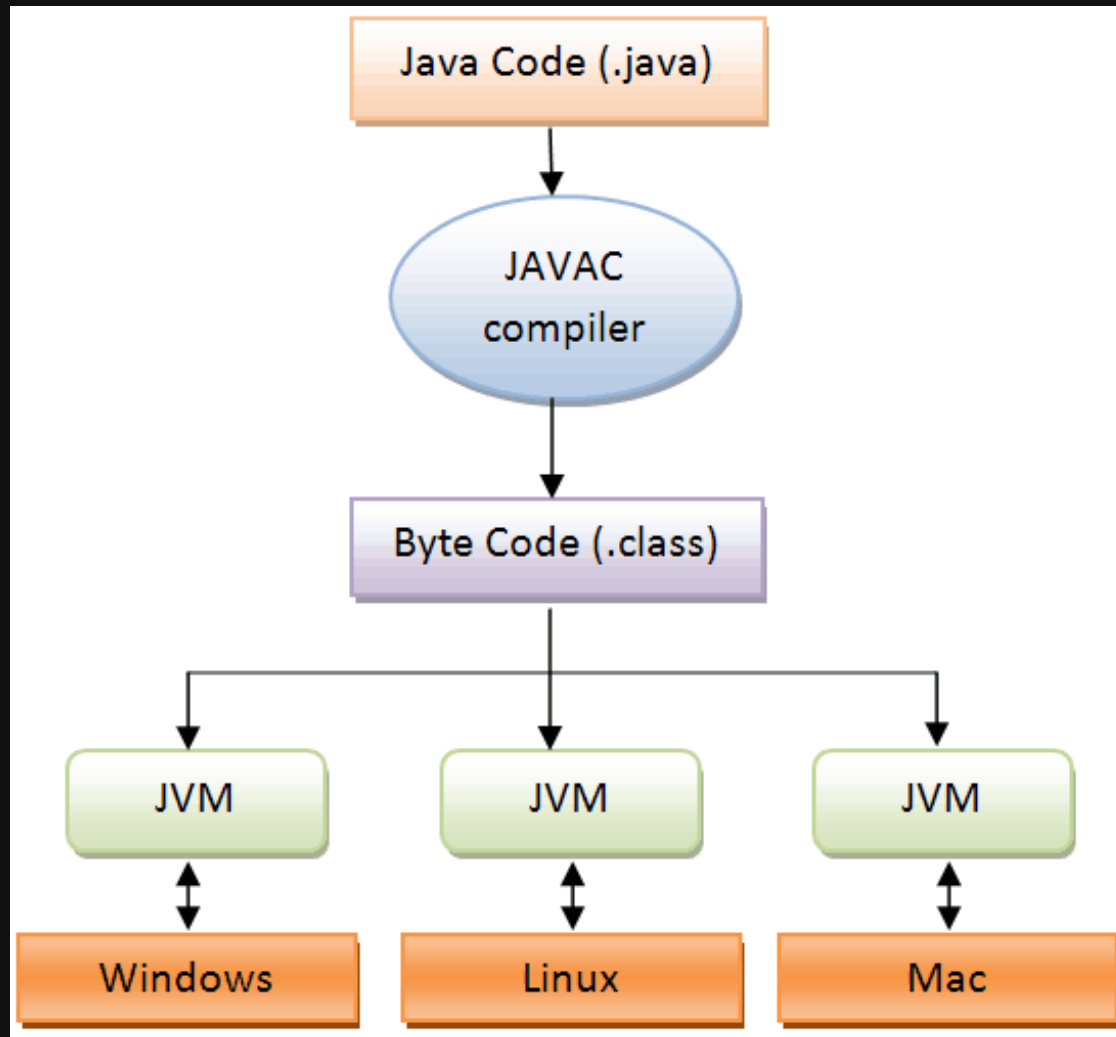 Java Code (.java)
JAVAC
compiler
Byte Code (.class)
JVM
JVM
JVM
Windows
Linux
Mac